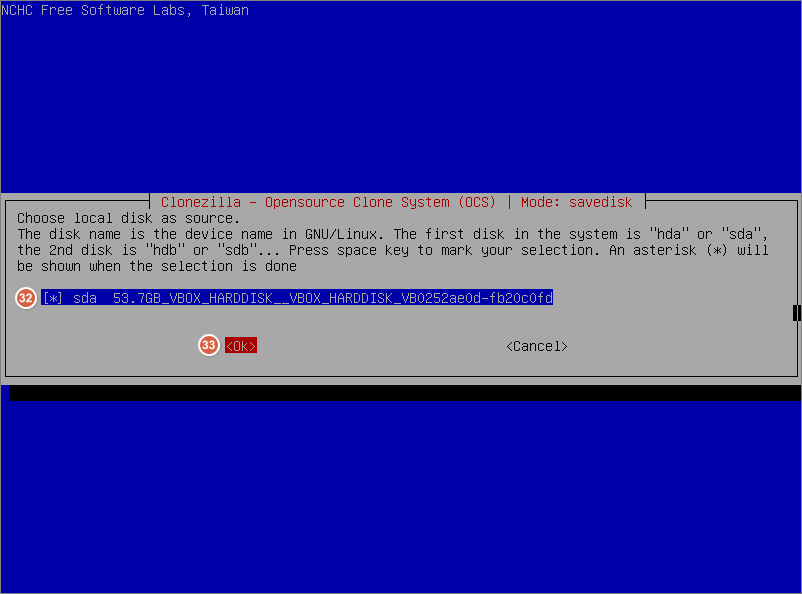 NCHC Free Software Labs, Taiwan
Clonezilla - Opensource Clone System (OCS) | Mode: savedisk
Choose local disk as source.
The disk name is the device name in GNU/Linux. The first disk in the system is "hda" or "sda",
the 2nd disk is "hdb" or "sdb"... Press space key to mark your selection. An asterisk (*) will
be shown when the selection is done
32 [*] sda  53.7GB_VBOX_HARDDISK__VBOX_HARDDISK_VB0252ae0d-fb20c0fd
33 <Ok> <Cancel>